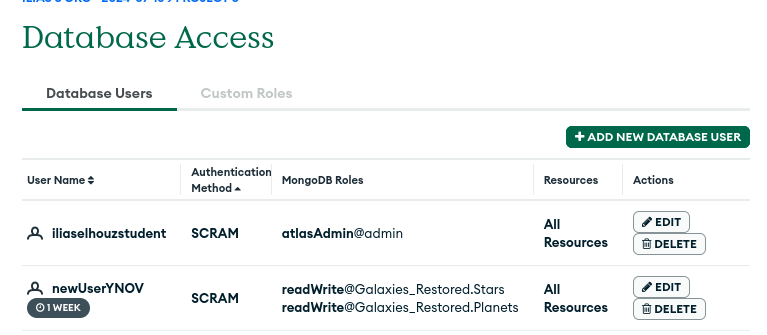 Database Access
Database Users
Custom Roles
+ ADD NEW DATABASE USER
User Name
Authentication
Method
MongoDB Roles
Resources
Actions
iliaselhouzstudent
SCRAM
atlasAdmin@admin
All
Resources
EDIT
DELETE
newUserYNOV
1 WEEK
SCRAM
readWrite@Galaxies_Restored.Stars
readWrite@Galaxies_Restored.Planets
All
Resources
EDIT
DELETE